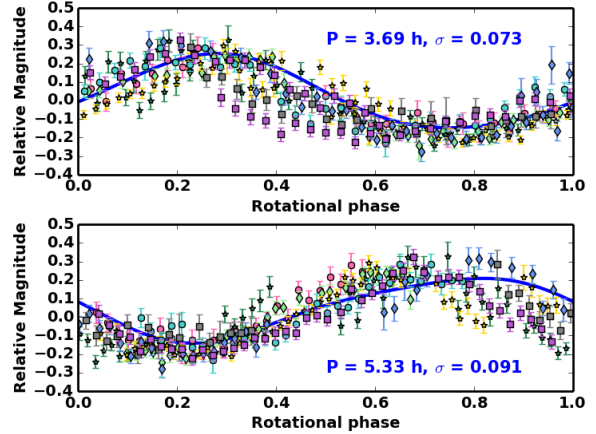 0.5
0.4
0.3
0.2
0.1
0.0
−0.1
−0.2
−0.3
−0.4
Relative Magnitude
P = 3.69 h, σ = 0.073
0.0 0.2 0.4 0.6 0.8 1.0
Rotational phase
0.5
0.4
0.3
0.2
0.1
0.0
−0.1
−0.2
−0.3
−0.4
Relative Magnitude
P = 5.33 h, σ = 0.091
0.0 0.2 0.4 0.6 0.8 1.0
Rotational phase